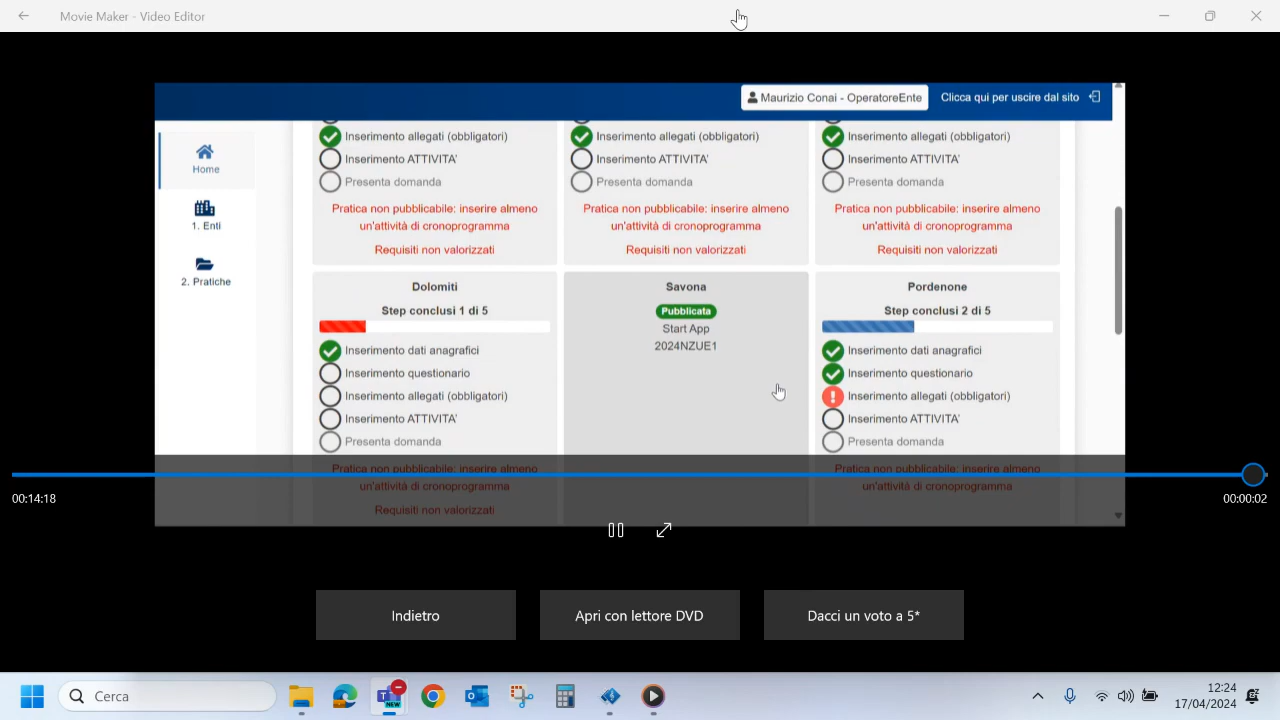 Movie Maker - Video Editor
Maurizio Conai - OperatoreEnte
Clicca qui per uscire dal sito
Home
1. Enti
2. Pratiche
Inserimento allegati (obbligatori)
Inserimento ATTIVITA'
Presenta domanda
Pratica non pubblicabile: inserire almeno
un'attività di cronoprogramma
Requisiti non valorizzati
Inserimento allegati (obbligatori)
Inserimento ATTIVITA'
Presenta domanda
Pratica non pubblicabile: inserire almeno
un'attività di cronoprogramma
Requisiti non valorizzati
Inserimento allegati (obbligatori)
Inserimento ATTIVITA'
Presenta domanda
Pratica non pubblicabile: inserire almeno
un'attività di cronoprogramma
Requisiti non valorizzati
Dolomiti
Step conclusi 1 di 5
Inserimento dati anagrafici
Inserimento questionario
Inserimento allegati (obbligatori)
Inserimento ATTIVITA'
Presenta domanda
Pratica non pubblicabile: inserire almeno
un'attività di cronoprogramma
Requisiti non valorizzati
Savona
Pubblicata
Start App
2024NZUE1
Pordenone
Step conclusi 2 di 5
Inserimento dati anagrafici
Inserimento questionario
Inserimento allegati (obbligatori)
Inserimento ATTIVITA'
Presenta domanda
Pratica non pubblicabile: inserire almeno
un'attività di cronoprogramma
00:14:18
00:00:02
Indietro
Apri con lettore DVD
Dacci un voto a 5*
Cerca
NEW
12:24
17/04/2024